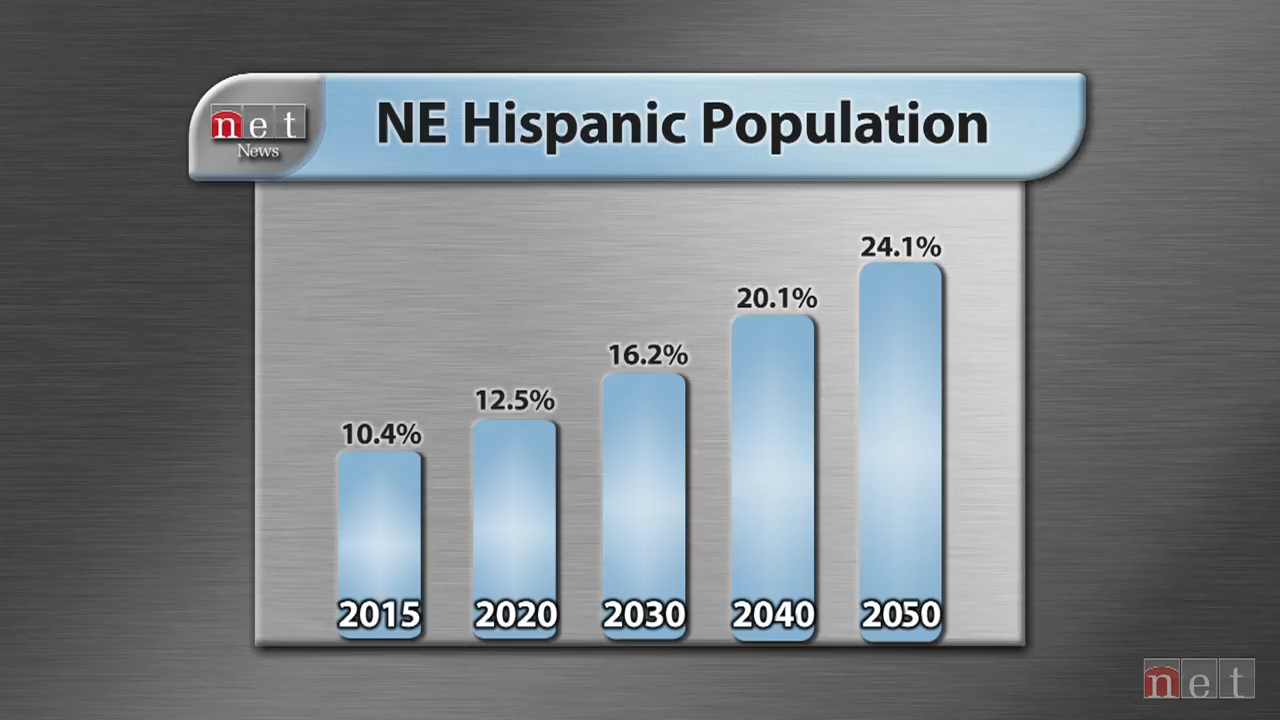 net
News
NE Hispanic Population
24.1%
20.1%
16.2%
12.5%
10.4%
2015 2020 2030 2040 2050
net